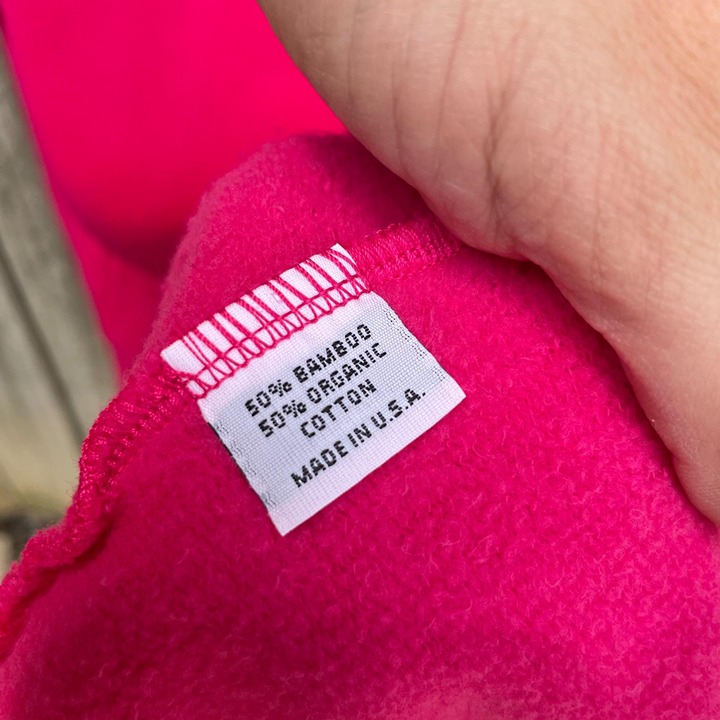 50% BAMBOO
50% ORGANIC
COTTON
MADE IN U.S.A.